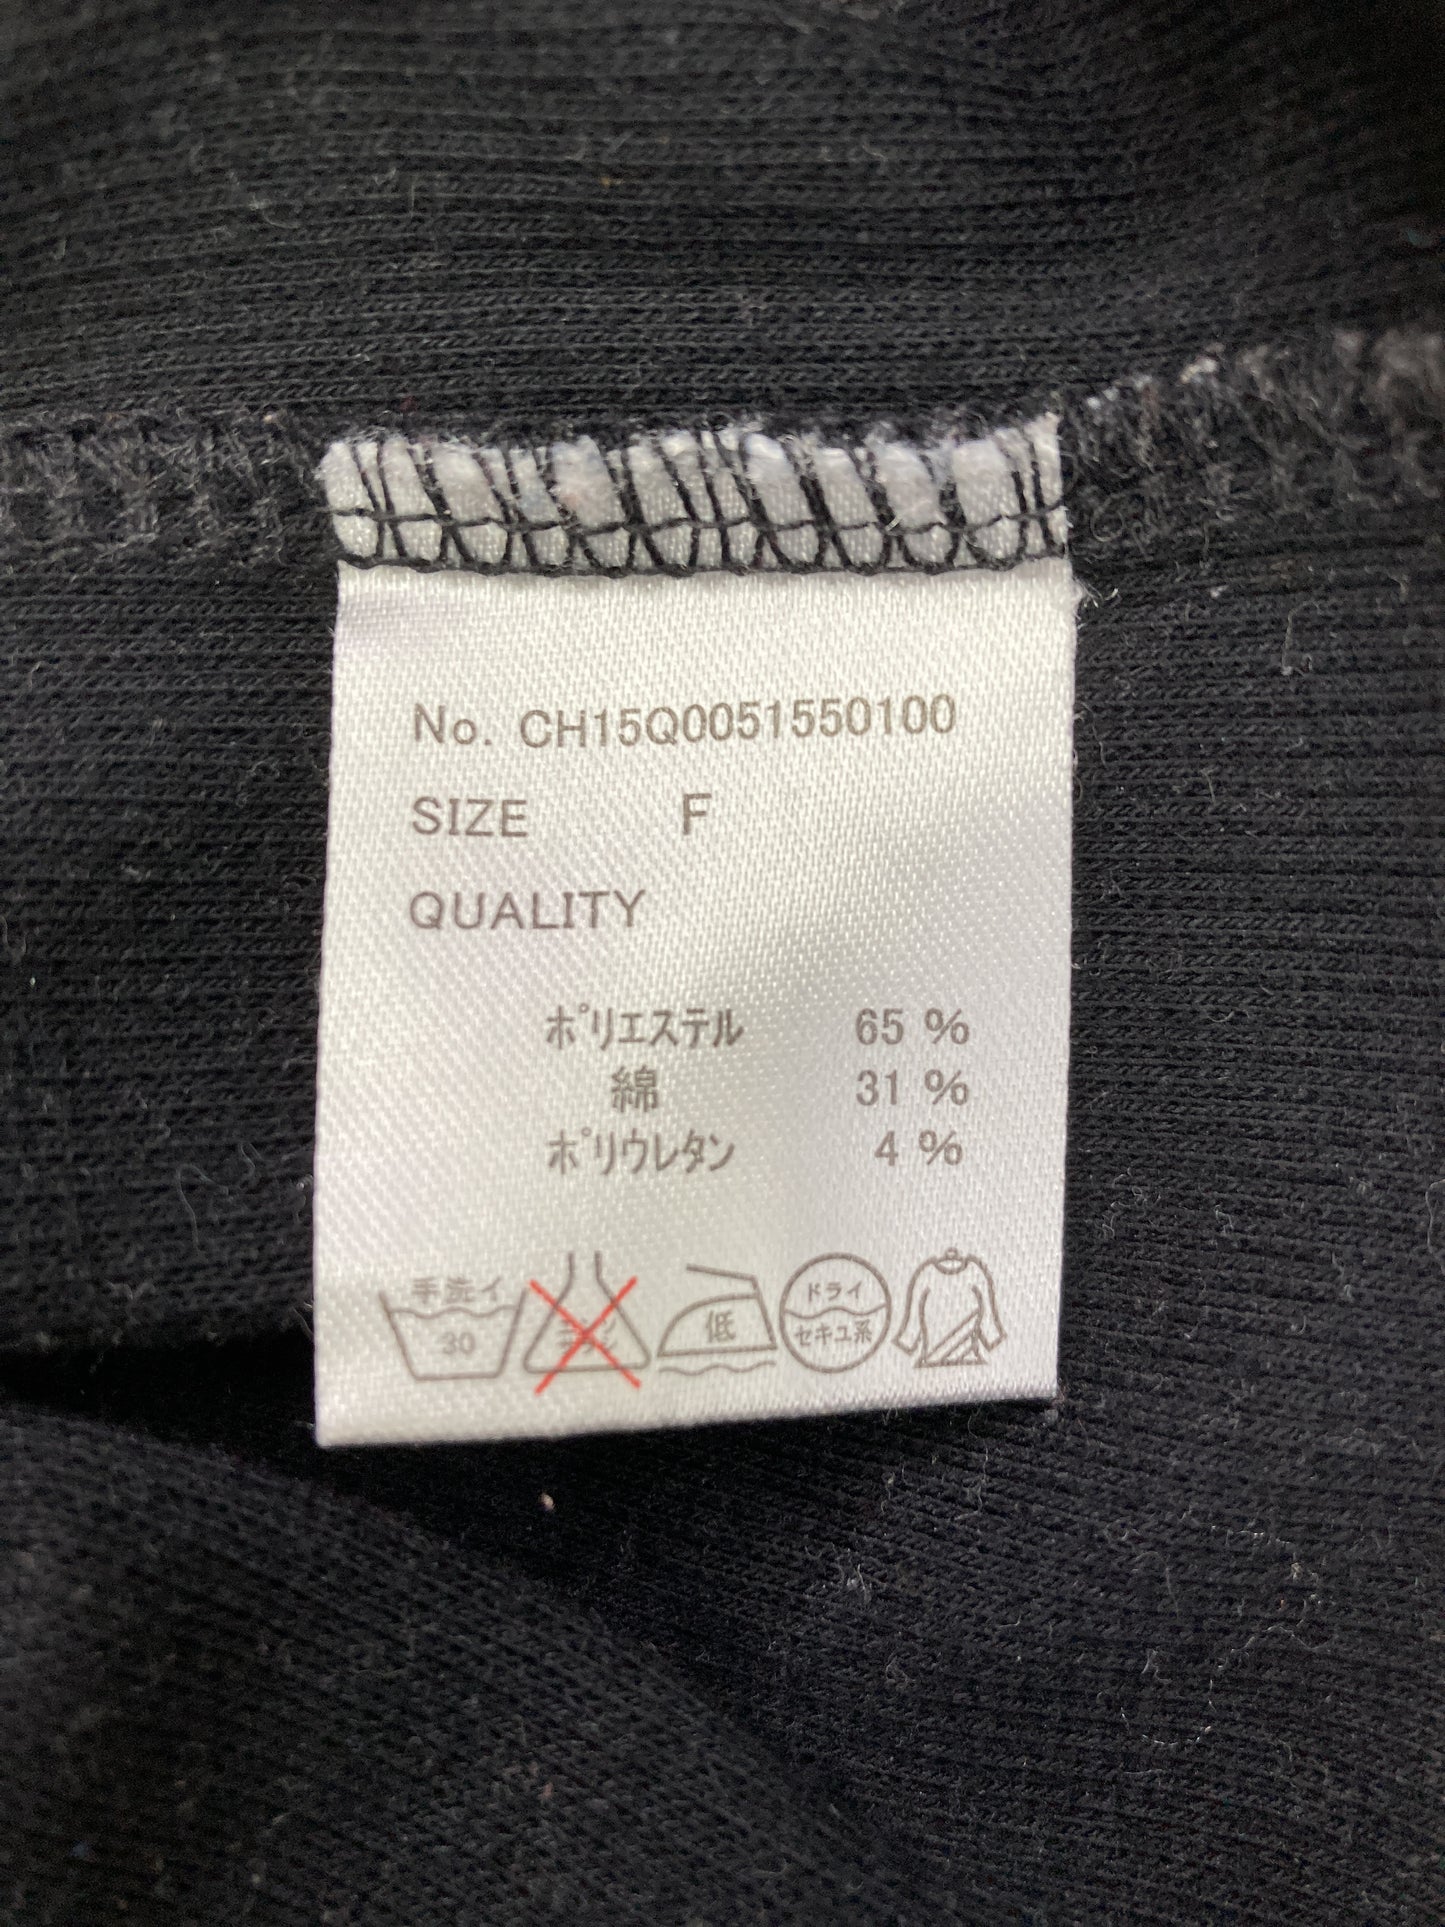 No. CH15Q0051550100
SIZE F
QUALITY
ポリエステル 65 %
綿 31 %
ポリウレタン 4 %
手洗イ 30 低 ドライ セキユ系